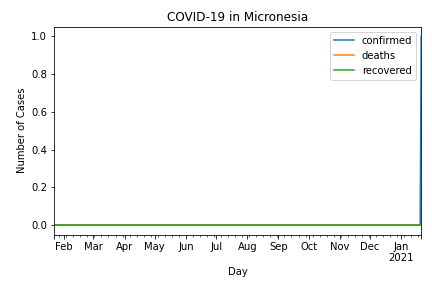 COVID-19 in Micronesia
1.0
0.8
0.6
0.4
0.2
0.0
Number of Cases
confirmed
deaths
recovered
Feb Mar Apr May Jun Jul Aug Sep Oct Nov Dec Jan
2021
Day